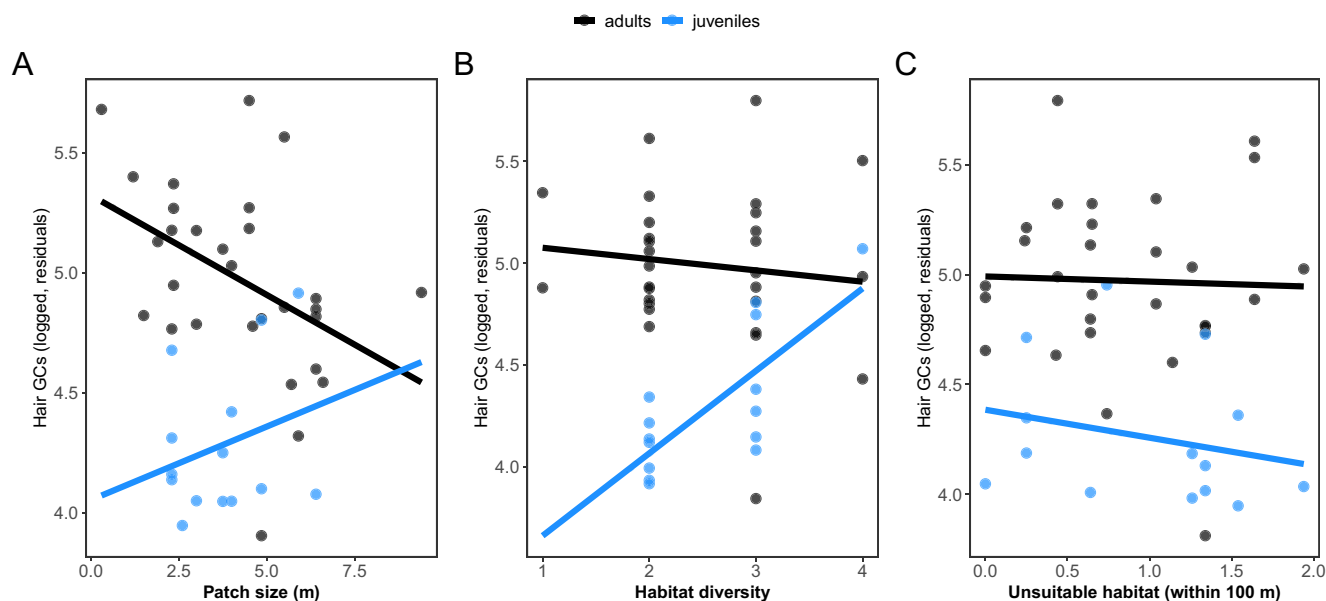 adults juveniles
A
B
C
Hair GCs (logged, residuals)
5.5
5.0
4.5
4.0
0.0 2.5 5.0 7.5
Patch size (m)
Hair GCs (logged, residuals)
5.5
5.0
4.5
4.0
1 2 3 4
Habitat diversity
Hair GCs (logged, residuals)
5.5
5.0
4.5
4.0
0.0 0.5 1.0 1.5 2.0
Unsuitable habitat (within 100 m)